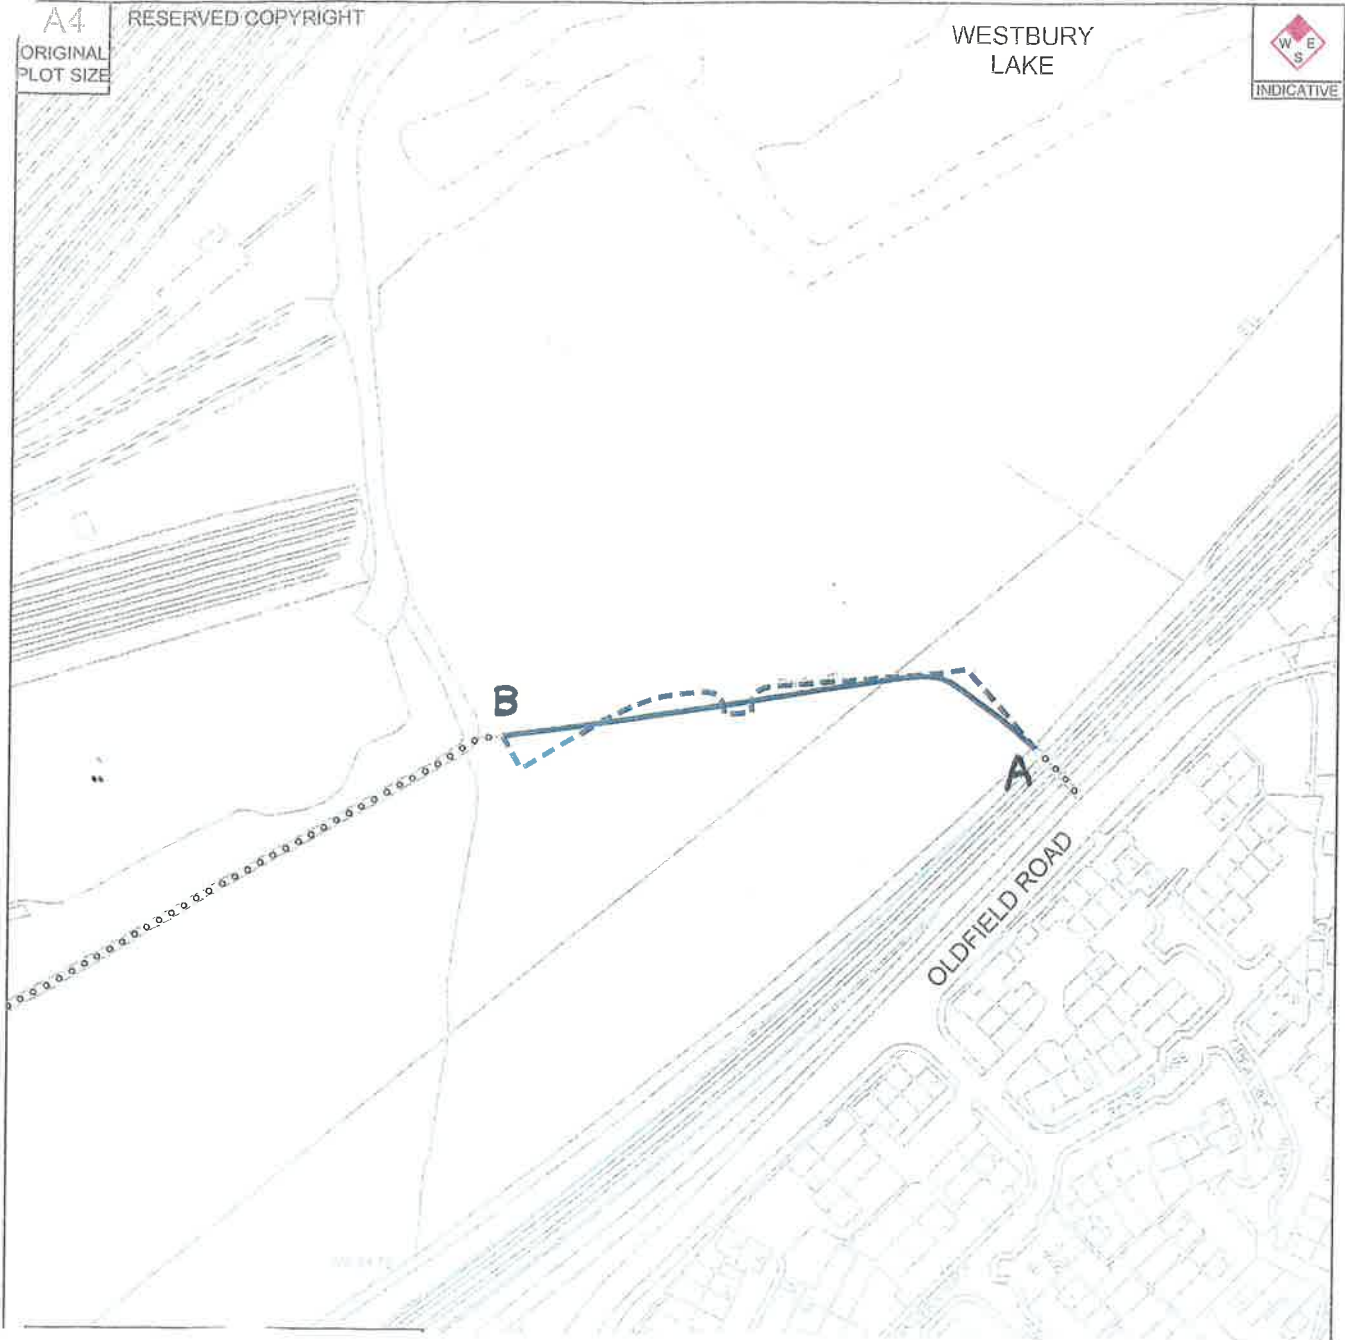 A4
ORIGINAL
PLOT SIZE
RESERVED COPYRIGHT
WESTBURY
LAKE
W E
S
INDICATIVE
B
A
OLDFIELD ROAD